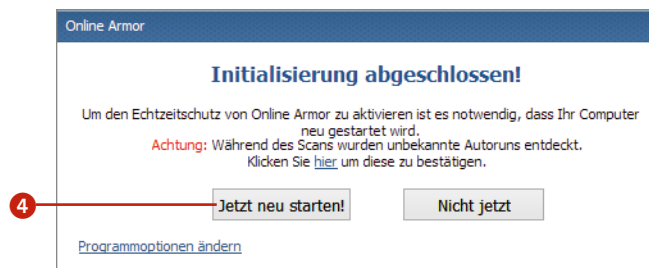 Online Armor
Initialisierung abgeschlossen!
Um den Echtzeitschutz von Online Armor zu aktivieren ist es notwendig, dass Ihr Computer
neu gestartet wird.
Achtung: Während des Scans wurden unbekannte Autoruns entdeckt.
Klicken Sie hier um diese zu bestätigen.
4
Jetzt neu starten!
Nicht jetzt
Programmoptionen ändern